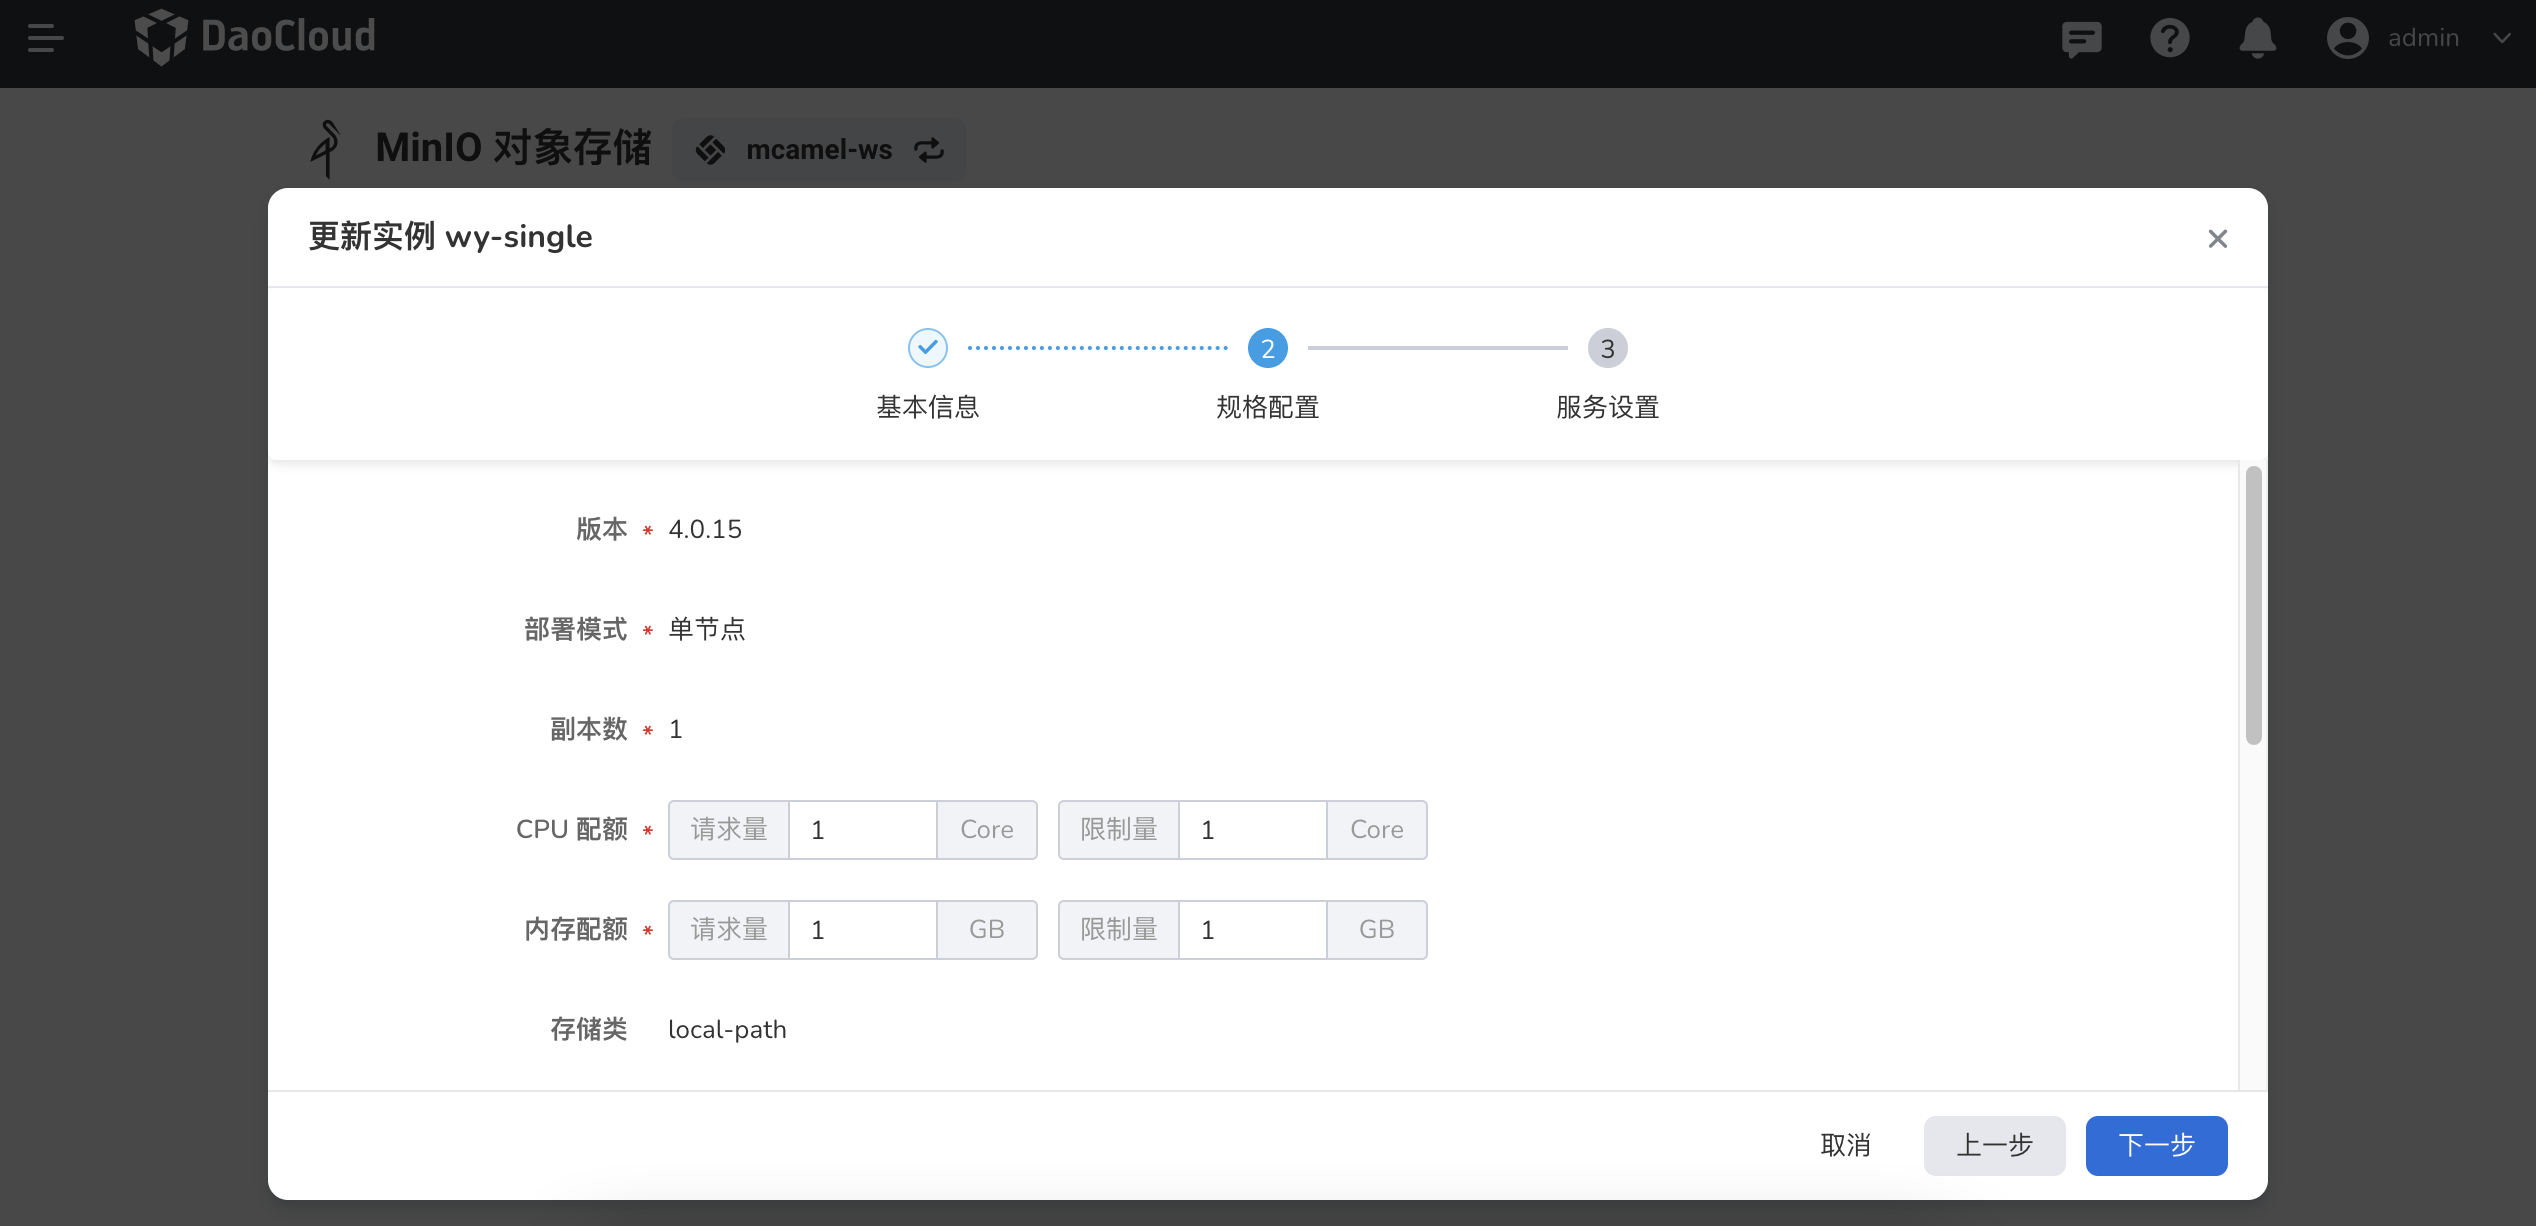 DaoCloud
admin
MinIO 对象存储 mcamel-ws
更新实例 wy-single
2 3
基本信息 规格配置 服务设置
版本 * 4.0.15
部署模式 * 单节点
副本数 * 1
CPU 配额 * 请求量 1 Core 限制量 1 Core
内存配额 * 请求量 1 GB 限制量 1 GB
存储类 local-path
取消 上一步 下一步